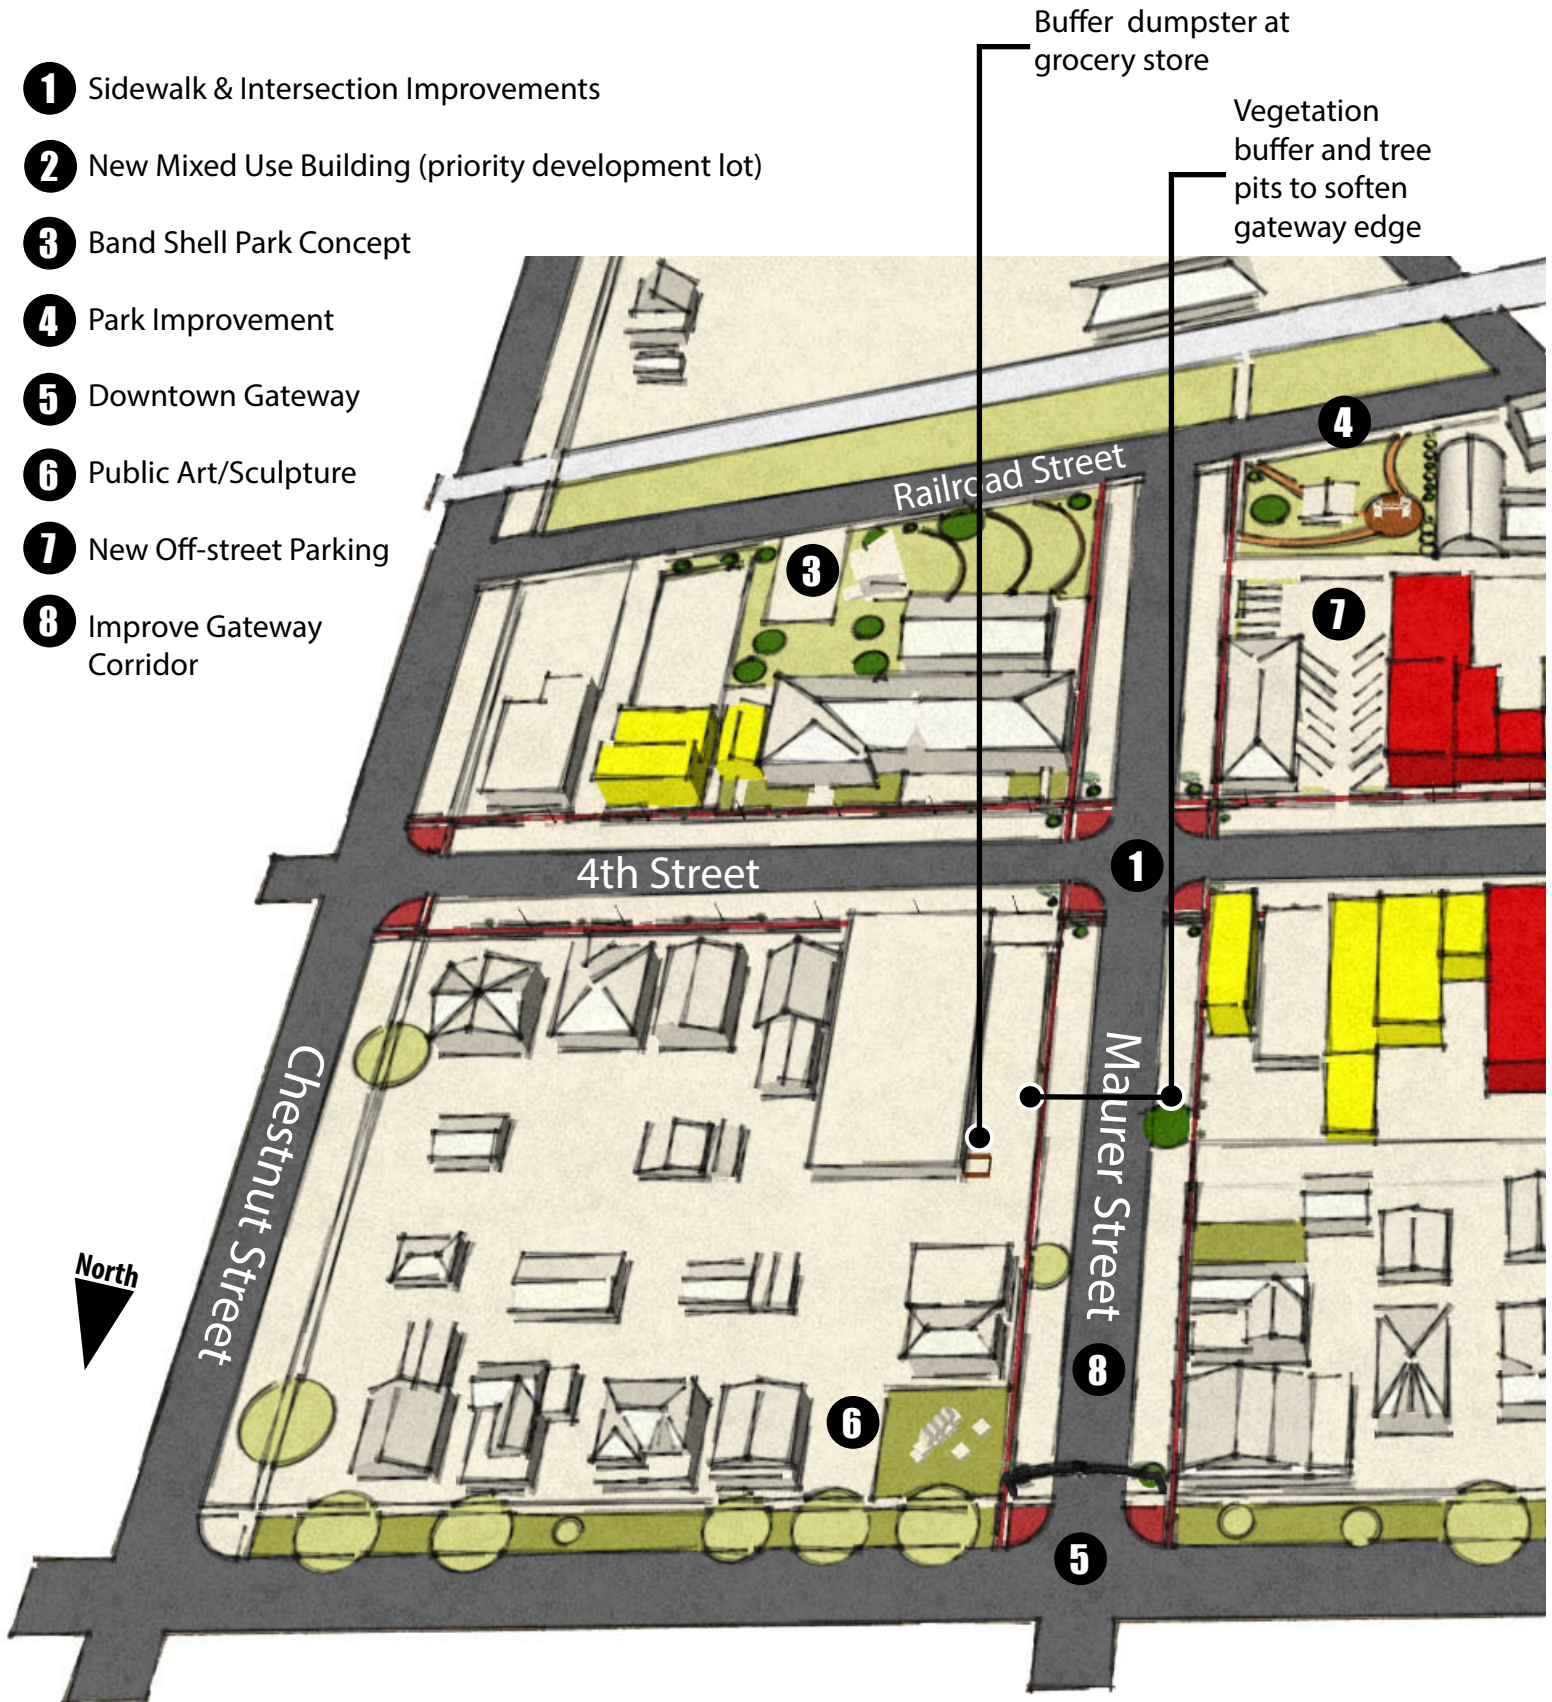 Buffer dumpster at
grocery store
Vegetation
buffer and tree
pits to soften
gateway edge
1 Sidewalk & Intersection Improvements
2 New Mixed Use Building (priority development lot)
3 Band Shell Park Concept
4 Park Improvement
5 Downtown Gateway
6 Public Art/Sculpture
7 New Off-street Parking
8 Improve Gateway
Corridor
4
Railroad Street
3
7
1
4th Street
Chestnut Street
Maurer Street
North
8
6
5